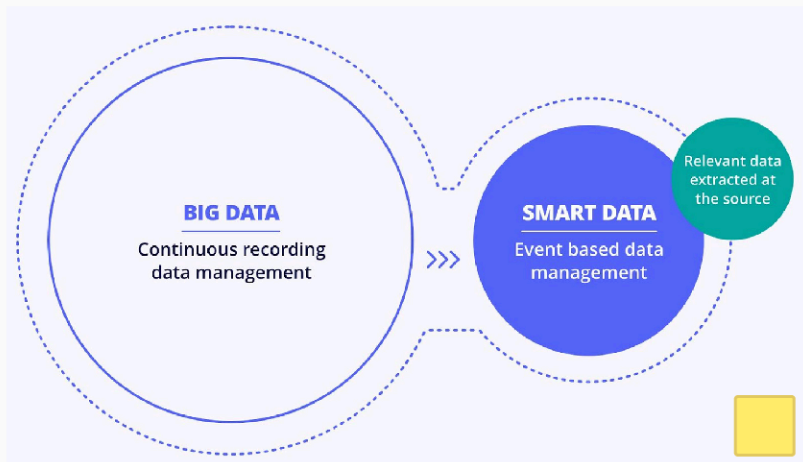 BIG DATA
Continuous recording
data management
SMART DATA
Event based data
management
Relevant data
extracted at
the source